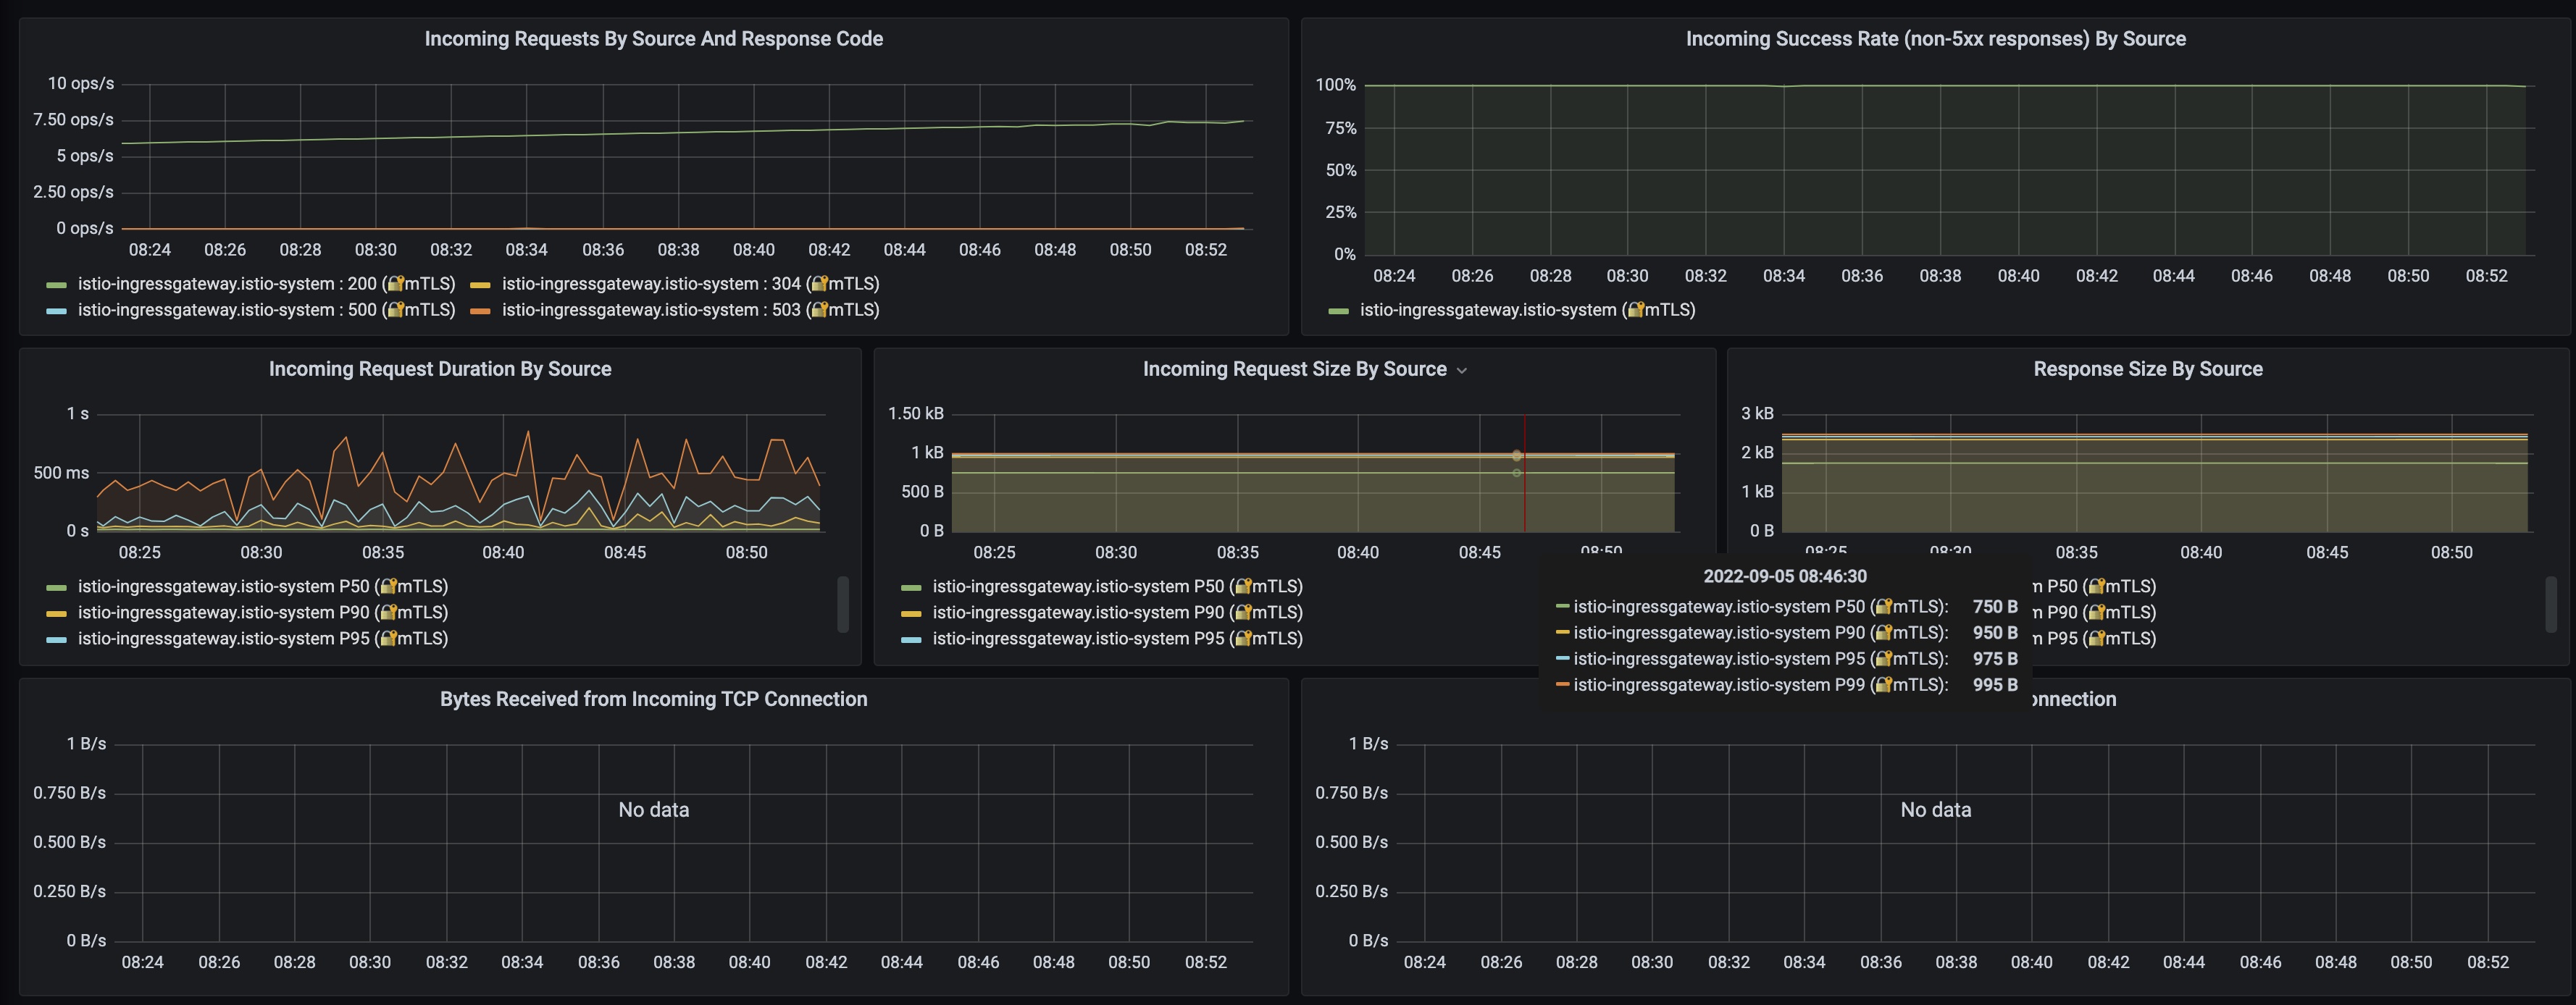 Incoming Requests By Source And Response Code
10 ops/s
7.50 ops/s
5 ops/s
2.50 ops/s
0 ops/s
08:24 08:26 08:28 08:30 08:32 08:34 08:36 08:38 08:40 08:42 08:44 08:46 08:48 08:50 08:52
istio-ingressgateway.istio-system : 200 (🔐mTLS) istio-ingressgateway.istio-system : 304 (🔐mTLS)
istio-ingressgateway.istio-system : 500 (🔐mTLS) istio-ingressgateway.istio-system : 503 (🔐mTLS)
Incoming Success Rate (non-5xx responses) By Source
100%
75%
50%
25%
0%
08:24 08:26 08:28 08:30 08:32 08:34 08:36 08:38 08:40 08:42 08:44 08:46 08:48 08:50 08:52
istio-ingressgateway.istio-system (🔐mTLS)
Incoming Request Duration By Source
1 s
500 ms
0 s
08:25 08:30 08:35 08:40 08:45 08:50
istio-ingressgateway.istio-system P50 (🔐mTLS)
istio-ingressgateway.istio-system P90 (🔐mTLS)
istio-ingressgateway.istio-system P95 (🔐mTLS)
Incoming Request Size By Source
1.50 kB
1 kB
500 B
0 B
08:25 08:30 08:35 08:40 08:45 08:50
istio-ingressgateway.istio-system P50 (🔐mTLS)
istio-ingressgateway.istio-system P90 (🔐mTLS)
istio-ingressgateway.istio-system P95 (🔐mTLS)
2022-09-05 08:46:30
istio-ingressgateway.istio-system P50 (🔐mTLS): 750 B
istio-ingressgateway.istio-system P90 (🔐mTLS): 950 B
istio-ingressgateway.istio-system P95 (🔐mTLS): 975 B
istio-ingressgateway.istio-system P99 (🔐mTLS): 995 B
Response Size By Source
3 kB
2 kB
1 kB
0 B
08:25 08:30 08:35 08:40 08:45 08:50
P50 (🔐mTLS)
P90 (🔐mTLS)
P95 (🔐mTLS)
Bytes Received from Incoming TCP Connection
1 B/s
0.750 B/s
0.500 B/s
0.250 B/s
0 B/s
No data
08:24 08:26 08:28 08:30 08:32 08:34 08:36 08:38 08:40 08:42 08:44 08:46 08:48 08:50 08:52
onnection
1 B/s
0.750 B/s
0.500 B/s
0.250 B/s
0 B/s
No data
08:24 08:26 08:28 08:30 08:32 08:34 08:36 08:38 08:40 08:42 08:44 08:46 08:48 08:50 08:52